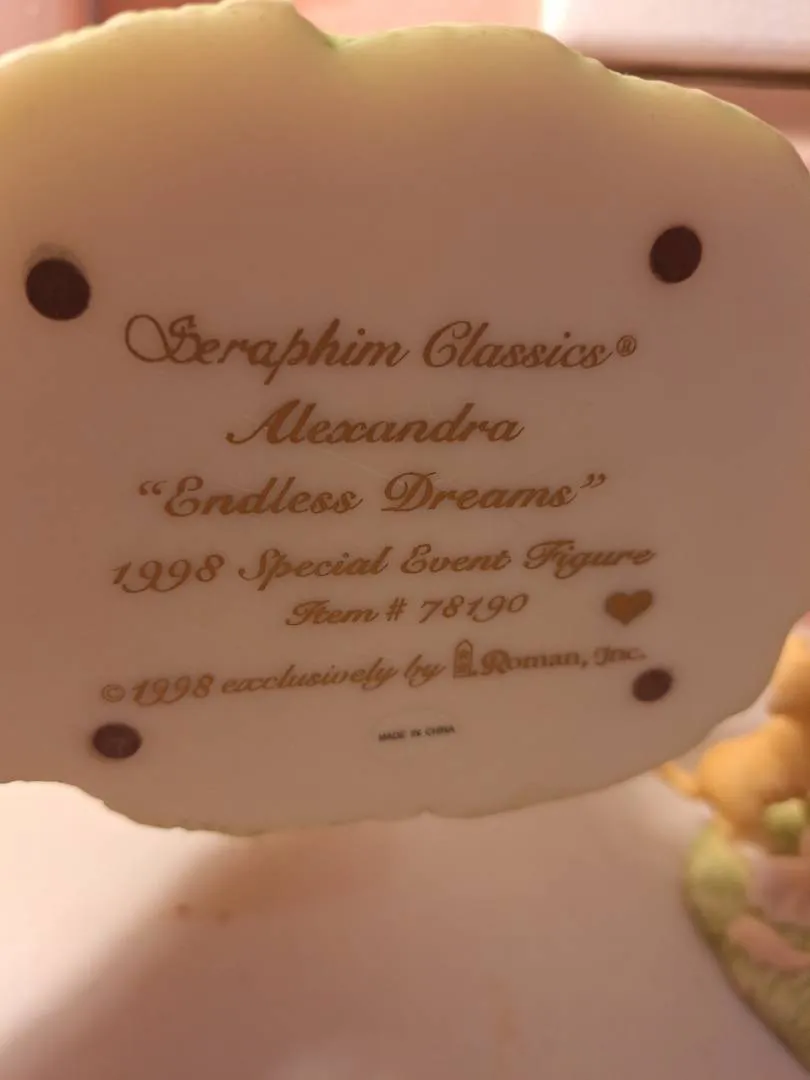 Seraphim Classics®
Alexandra
“Endless Dreams”
1998 Special Event Figure
Item # 78190
©1998 exclusively by Roman, Inc.
MADE IN CHINA